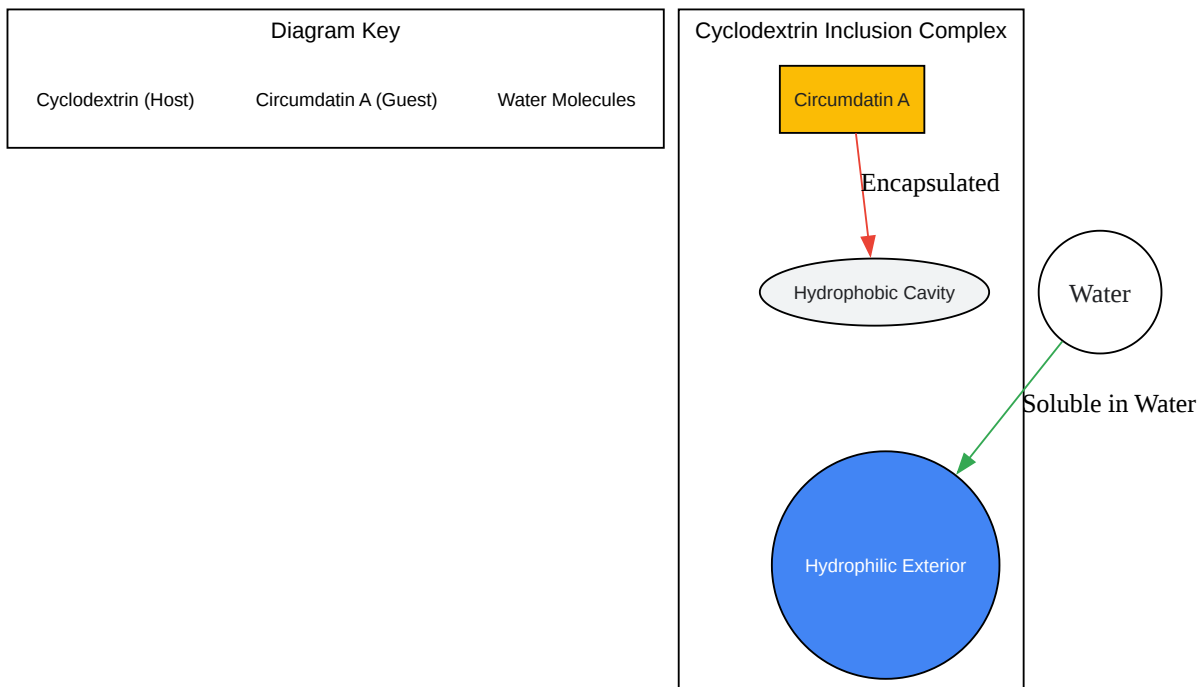 Diagram Key
Cyclodextrin (Host)
Circumdatin A (Guest)
Water Molecules
Cyclodextrin Inclusion Complex
Circumdatin A
Encapsulated
Hydrophobic Cavity
Water
Soluble in Water
Hydrophilic Exterior